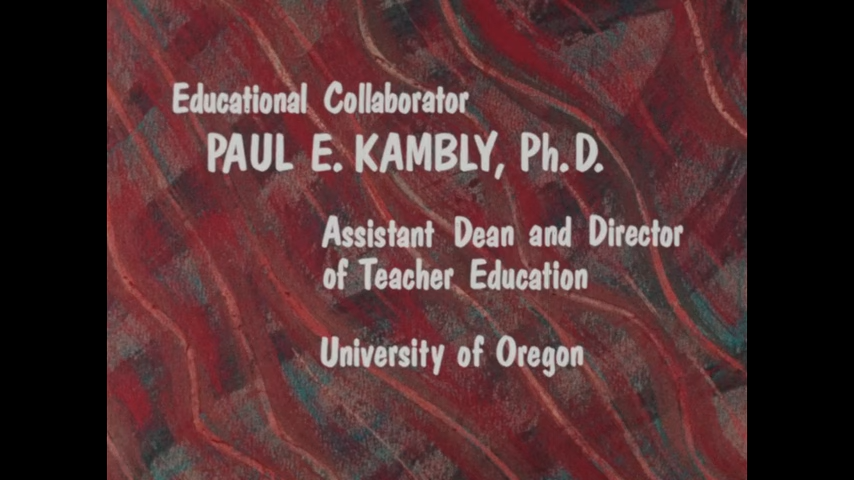 Educational Collaborator
PAUL E. KAMBLY, Ph.D.
Assistant Dean and Director
of Teacher Education
University of Oregon